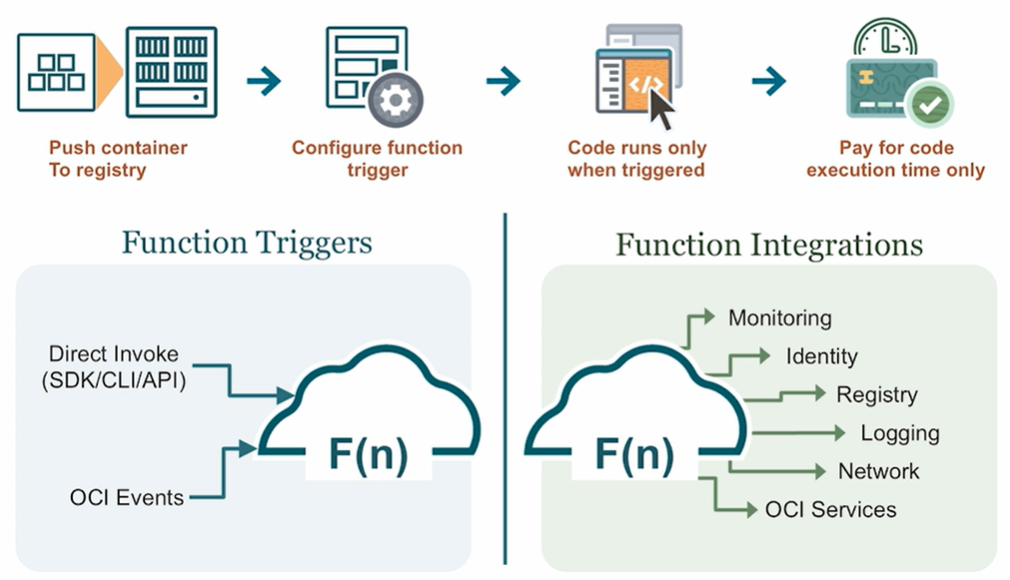 Push container
To registry
Configure function
trigger
Code runs only
when triggered
Pay for code
execution time only
Function Triggers
Direct Invoke
(SDK/CLI/API)
OCI Events
F(n)
Function Integrations
F(n)
Monitoring
Identity
Registry
Logging
Network
OCI Services